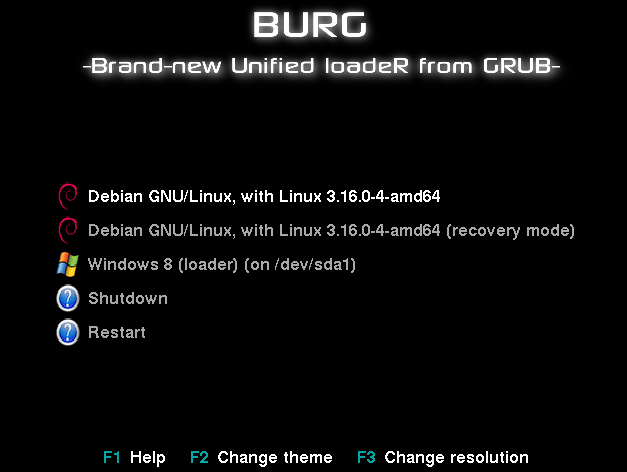 BURG
-Brand-new Unified loadeR from GRUB-
Debian GNU/Linux, with Linux 3.16.0-4-amd64
Debian GNU/Linux, with Linux 3.16.0-4-amd64 (recovery mode)
Windows 8 (loader) (on /dev/sda1)
Shutdown
Restart
F1 Help F2 Change theme F3 Change resolution